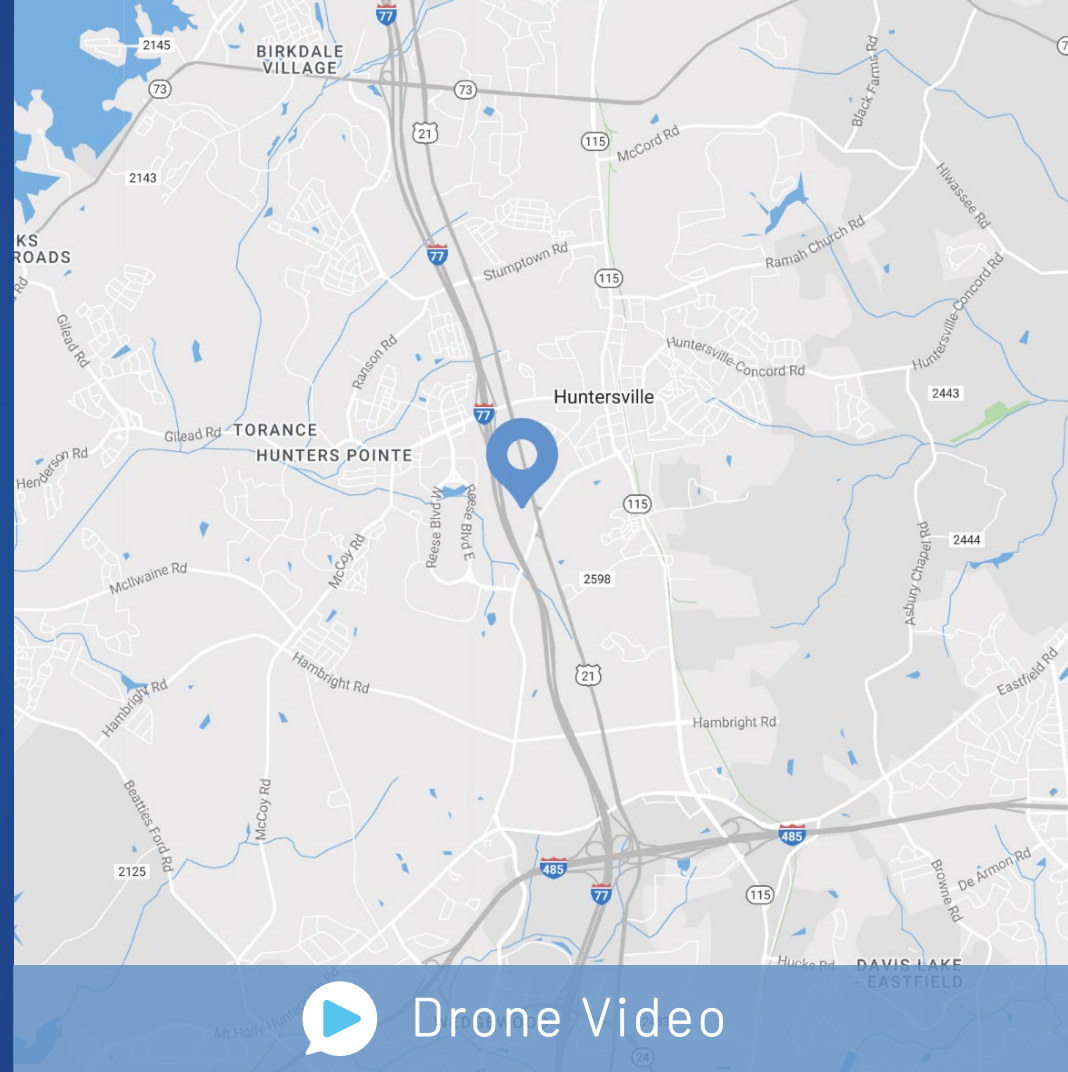 77
2145
BIRKDALE
VILLAGE
73
73
21
115
McCord Rd
Black Farms Rd
2143
Hiwassee Rd
KS
ROADS
77
Stumptown Rd
Ramah Church Rd
115
Rd
Gilead Rd
Ranson Rd
Huntersville-Concord Rd
Huntersville-Concord Rd
77
Huntersville
2443
Gilead Rd
TORANCE
HUNTERS POINTE
Henderson Rd
Reese Blvd W
Reese Blvd E
115
McCoy Rd
Asbury Chapel Rd
2444
McIlwaine Rd
2598
Hambright Rd
21
Eastfield Rd
Hambright Rd
Hambright Rd
Beatties Ford Rd
McCoy Rd
485
2125
485
77
115
Browne Rd
De Armon Rd
Hucks Rd
DAVIS LAKE
- EASTFIELD
Drone Video
24